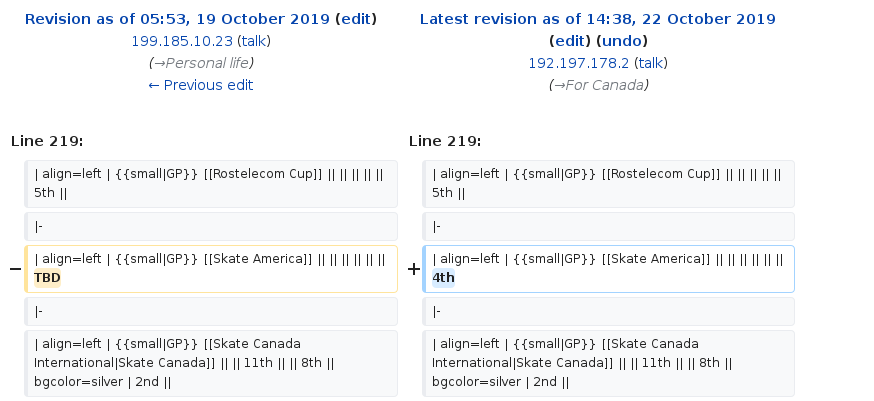 Revision as of 05:53, 19 October 2019 (edit)
199.185.10.23 (talk)
(→Personal life)
← Previous edit
Latest revision as of 14:38, 22 October 2019
(edit) (undo)
192.197.178.2 (talk)
(→For Canada)
Line 219:
| align=left | {{small|GP}} [[Rostelecom Cup]] || || || || ||
5th ||
|-
− | align=left | {{small|GP}} [[Skate America]] || || || || || ||
TBD
|-
| align=left | {{small|GP}} [[Skate Canada
International|Skate Canada]] || || 11th || || 8th ||
bgcolor=silver | 2nd ||
Line 219:
| align=left | {{small|GP}} [[Rostelecom Cup]] || || || || ||
5th ||
|-
+ | align=left | {{small|GP}} [[Skate America]] || || || || || ||
4th
|-
| align=left | {{small|GP}} [[Skate Canada
International|Skate Canada]] || || 11th || || 8th ||
bgcolor=silver | 2nd ||